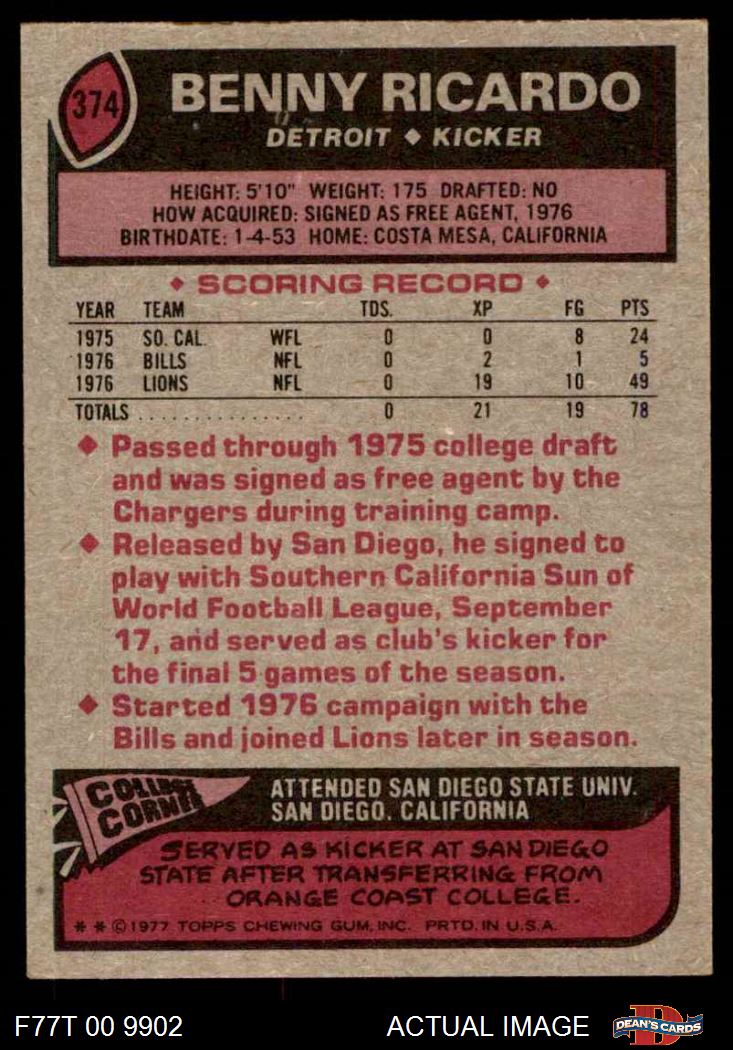 374
BENNY RICARDO
DETROIT ◆ KICKER
HEIGHT: 5'10" WEIGHT: 175 DRAFTED: NO
HOW ACQUIRED: SIGNED AS FREE AGENT, 1976
BIRTHDATE: 1-4-53 HOME: COSTA MESA, CALIFORNIA
◆ SCORING RECORD ◆
YEAR TEAM TDS. XP FG PTS
1975 SO. CAL. WFL 0 0 8 24
1976 BILLS NFL 0 2 1 5
1976 LIONS NFL 0 19 10 49
TOTALS . . . . . . . . . . . . . . . 0 21 19 78
◆ Passed through 1975 college draft
and was signed as free agent by the
Chargers during training camp.
◆ Released by San Diego, he signed to
play with Southern California Sun of
World Football League, September
17, and served as club's kicker for
the final 5 games of the season.
◆ Started 1976 campaign with the
Bills and joined Lions later in season.
COLLEGE
CORNER
ATTENDED SAN DIEGO STATE UNIV.
SAN DIEGO, CALIFORNIA
SERVED AS KICKER AT SAN DIEGO
STATE AFTER TRANSFERRING FROM
ORANGE COAST COLLEGE.
* * © 1977 TOPPS CHEWING GUM, INC. PRTD. IN U.S.A.
F77T 00 9902 ACTUAL IMAGE DEAN'S CARDS